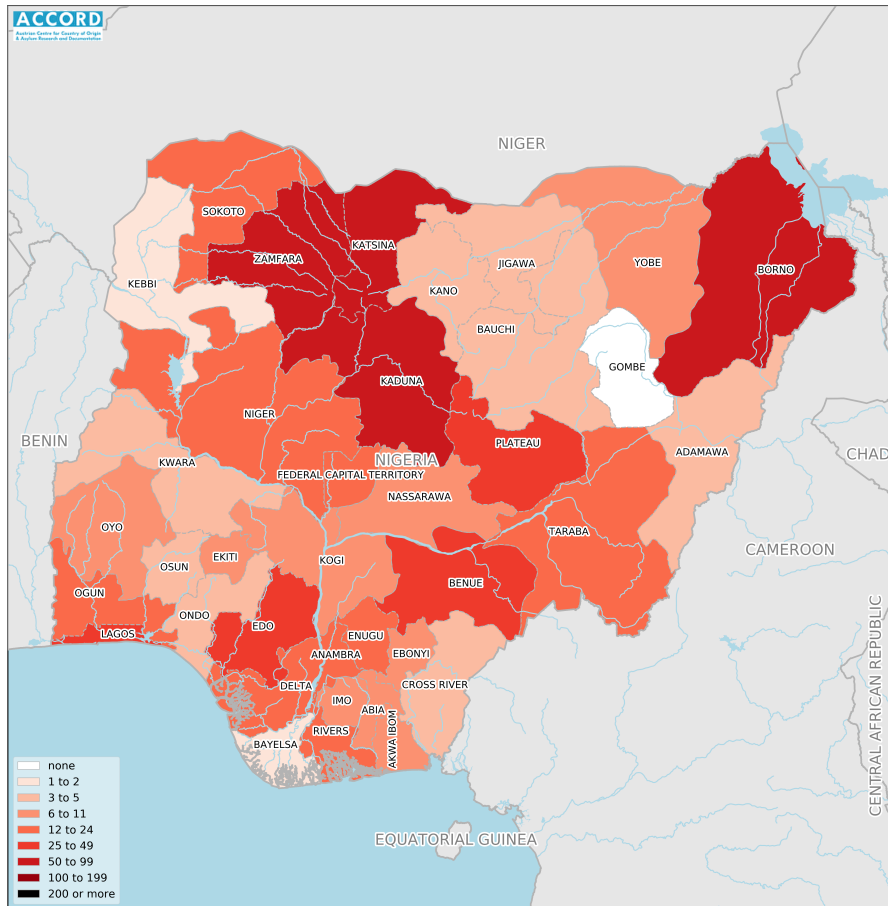 ACCORD
Austrian Centre for Country of Origin
& Asylum Research and Documentation
NIGER
SOKOTO
KATSINA
ZAMFARA
JIGAWA
YOBE
BORNO
KEBBI
KANO
BAUCHI
GOMBE
KADUNA
NIGER
BENIN
PLATEAU
ADAMAWA
CHAD
KWARA
NIGERIA
FEDERAL CAPITAL TERRITORY
NASSARAWA
OYO
TARABA
CAMEROON
EKITI
KOGI
OSUN
BENUE
OGUN
ONDO
EDO
LAGOS
ENUGU
ANAMBRA
EBONYI
DELTA
CROSS RIVER
IMO
ABIA
RIVERS
AKWA IBOM
BAYELSA
CENTRAL AFRICAN REPUBLIC
EQUATORIAL GUINEA
none
1 to 2
3 to 5
6 to 11
12 to 24
25 to 49
50 to 99
100 to 199
200 or more